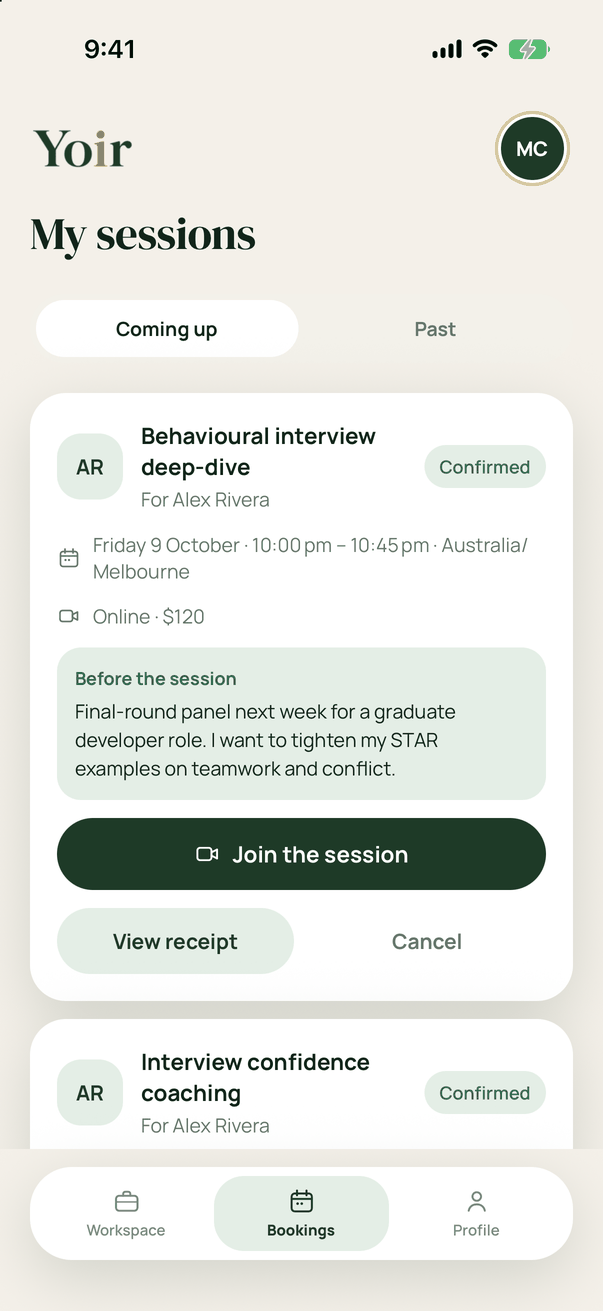 9:41
Yoir
MC
My sessions
Coming up
Past
AR
Behavioural interview
deep-dive
For Alex Rivera
Confirmed
Friday 9 October · 10:00 pm – 10:45 pm · Australia/
Melbourne
Online · $120
Before the session
Final-round panel next week for a graduate
developer role. I want to tighten my STAR
examples on teamwork and conflict.
Join the session
View receipt
Cancel
AR
Interview confidence
coaching
For Alex Rivera
Confirmed
Workspace
Bookings
Profile